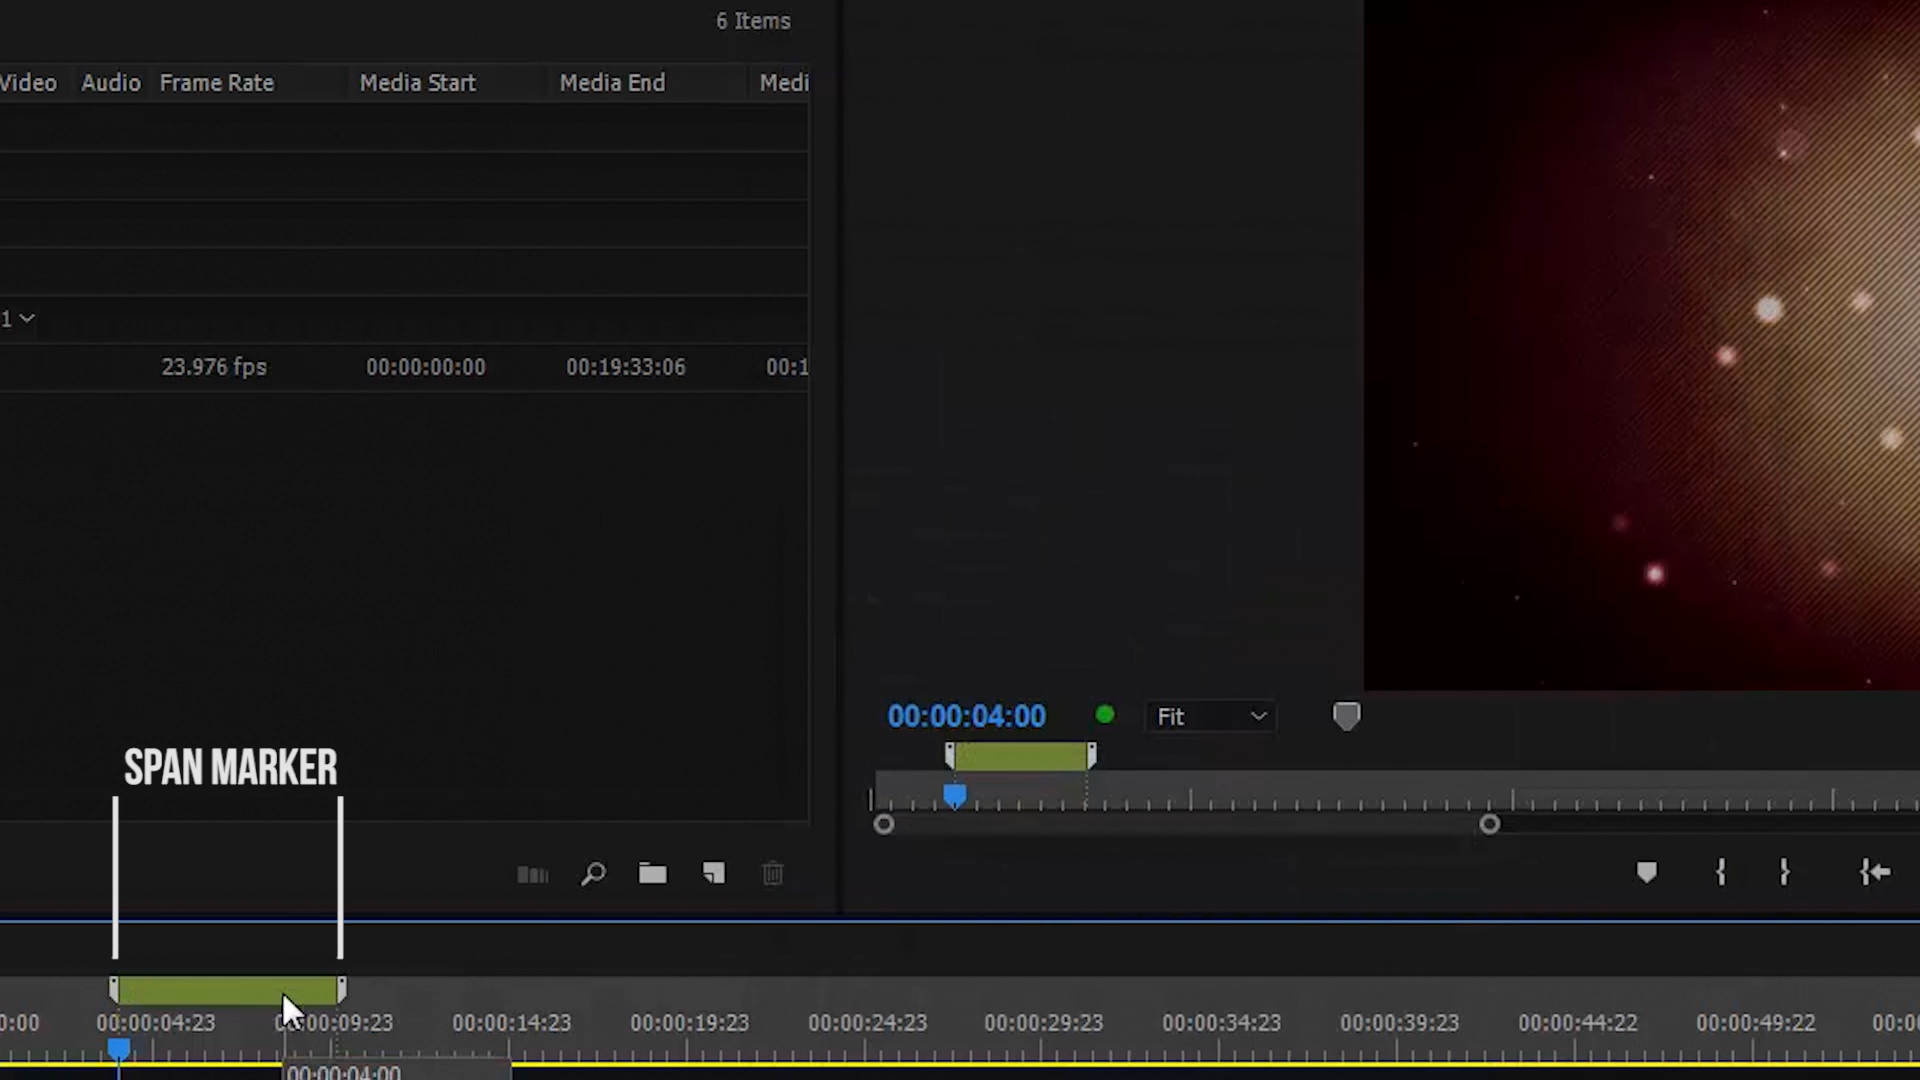 6 Items
Video Audio Frame Rate Media Start Media End Medi
1
23.976 fps 00:00:00:00 00:19:33:06 00:1
00:00:04:00 Fit
SPAN MARKER
0:00 00:00:04:23 00:00:09:23 00:00:14:23 00:00:19:23 00:00:24:23 00:00:29:23 00:00:34:23 00:00:39:23 00:00:44:22 00:00:49:22 00:0
00:00:04:00